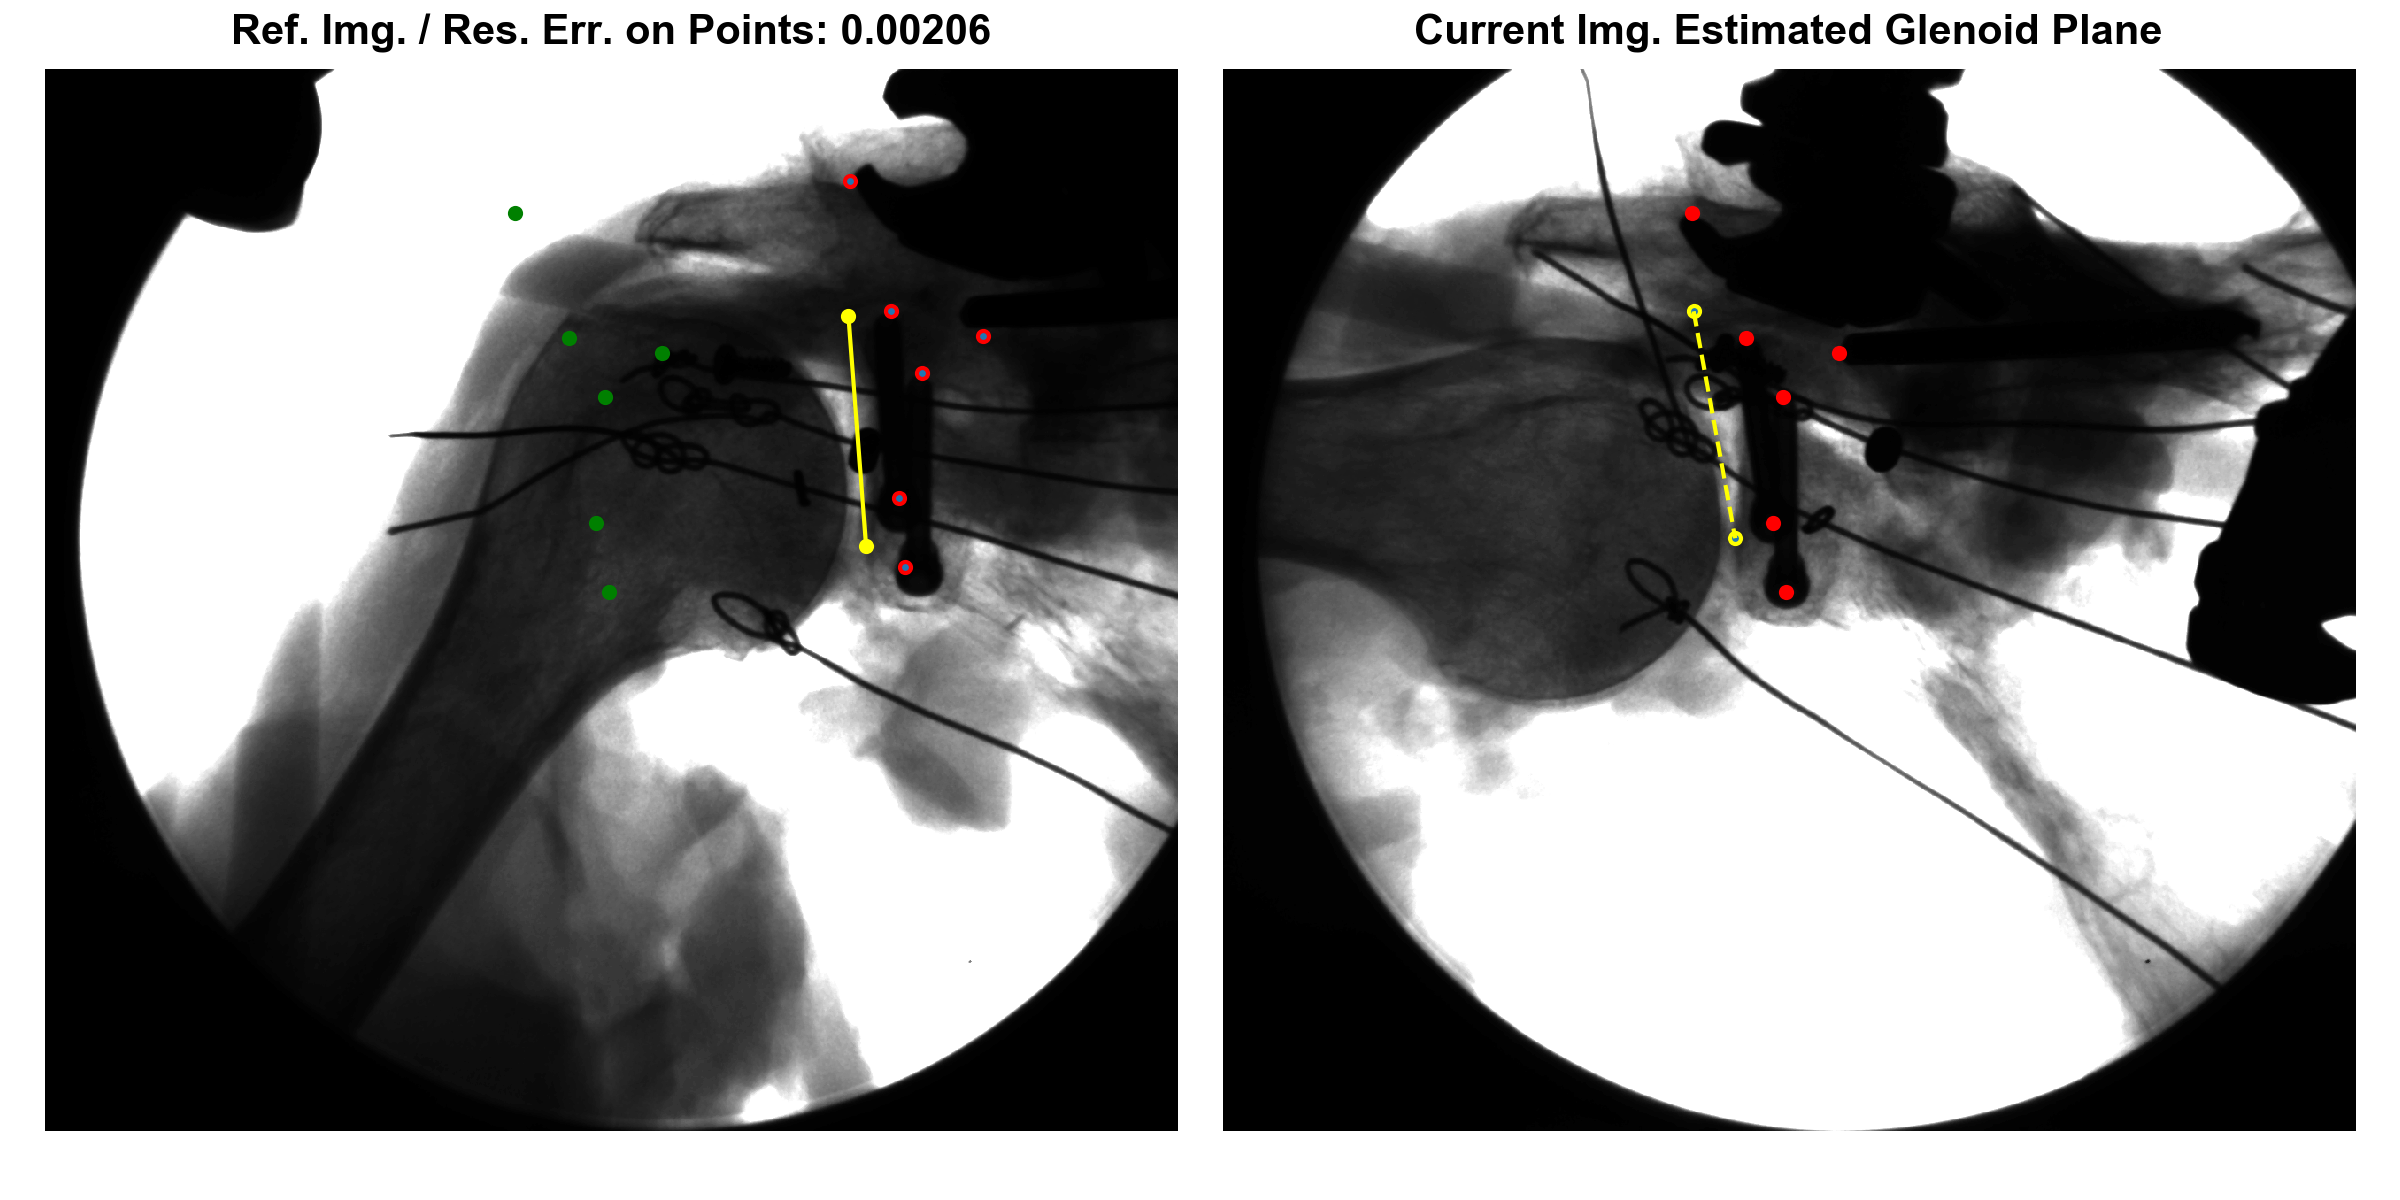 Ref. Img. / Res. Err. on Points: 0.00206
Current Img. Estimated Glenoid Plane